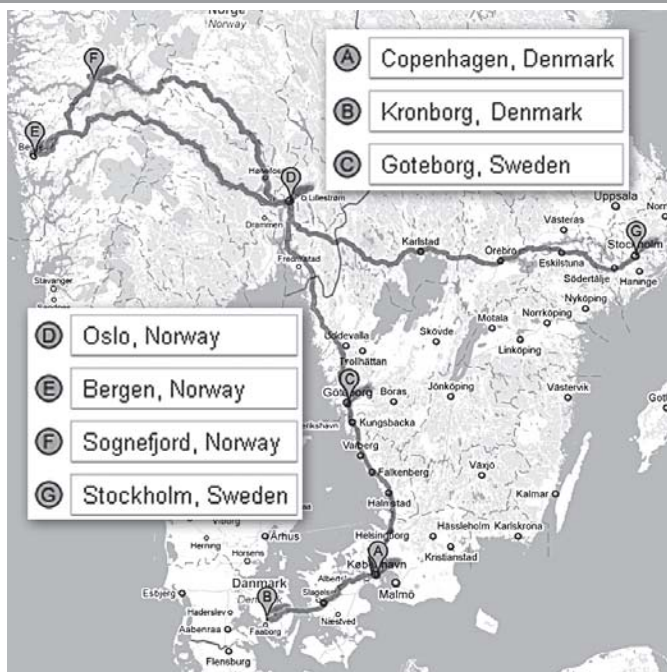 Norge
Norway
F
A Copenhagen, Denmark
B Kronborg, Denmark
C Goteborg, Sweden
E
D
Lillestrøm
Drammen
Fredrikstad
Karlstad
Örebro
Västerås
Uppsala
Eskilstuna
G
Stockholm
Södertälje
Haninge
Nyköping
Stavanger
Norrköping
Motala
Linköping
Skövde
Uddevalla
Trollhättan
D Oslo, Norway
E Bergen, Norway
F Sognefjord, Norway
G Stockholm, Sweden
C
Göteborg
Borås
Jönköping
Västervik
Kungsbacka
Varberg
Falkenberg
Växjö
Halmstad
Kalmar
Helsingborg
Hässleholm
Karlskrona
Kristianstad
A
København
Malmö
Viborg
Århus
Herning
Horsens
Danmark
B
Slagelse
Næstved
Esbjerg
Haderslev
Faaborg
Aabenraa
Flensburg